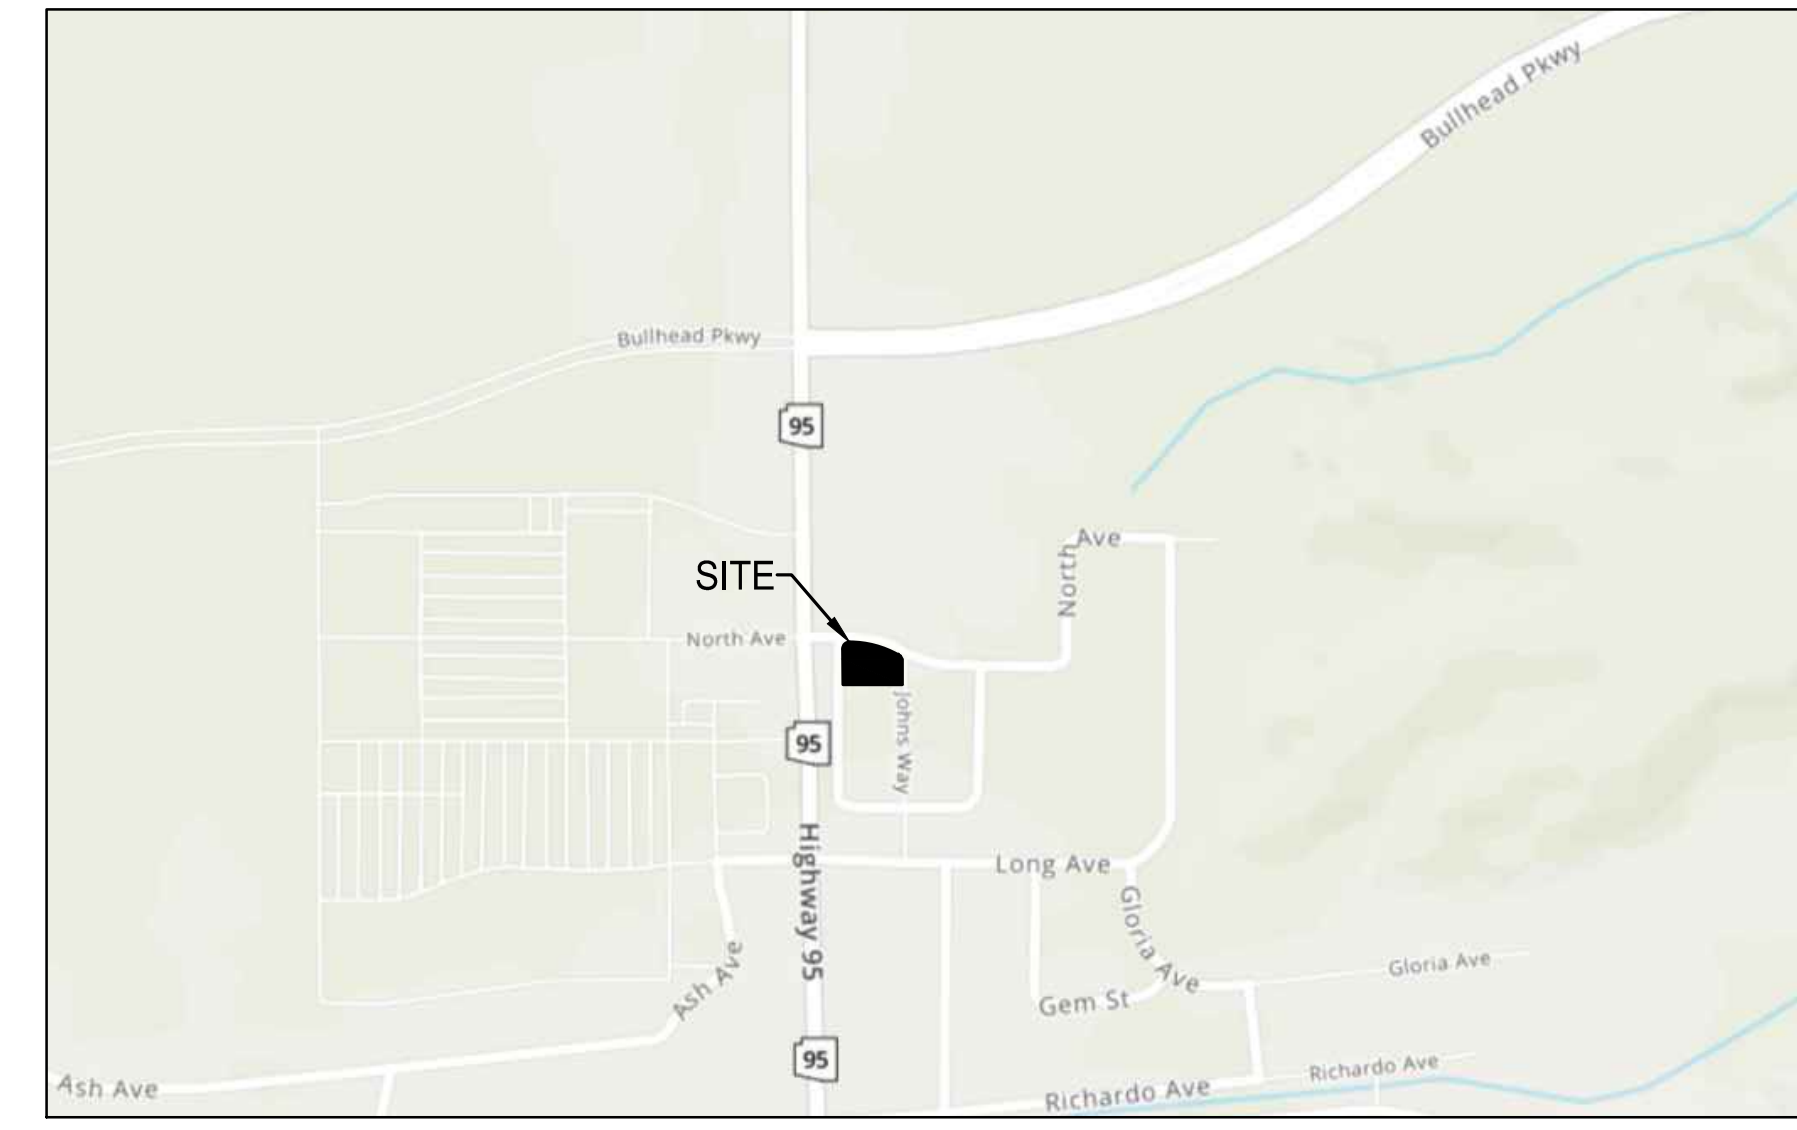 Bullhead Pkwy
Bullhead Pkwy
95
North Ave
SITE
North Ave
Johns Way
95
Highway 95
Long Ave
Gloria Ave
Gloria Ave
Ash Ave
Gem St
95
Richardo Ave
Ash Ave
Richardo Ave